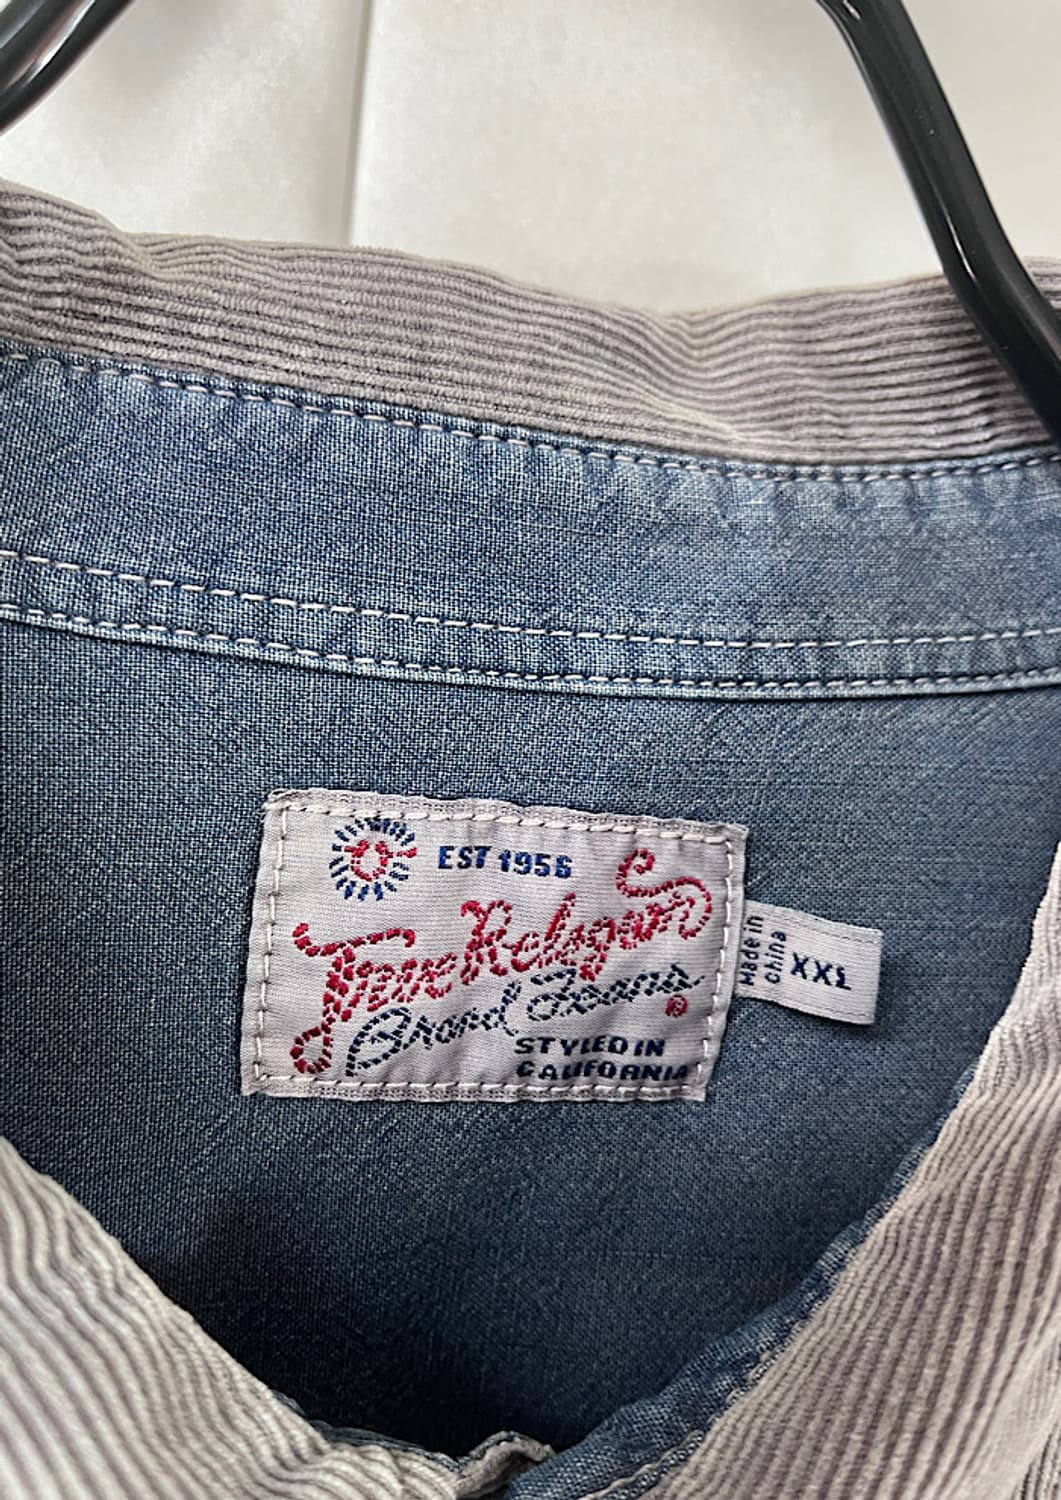 EST 1956
True Religion
Brand Jeans ®
STYLED IN
CALIFORNIA
Made in
China
XXL